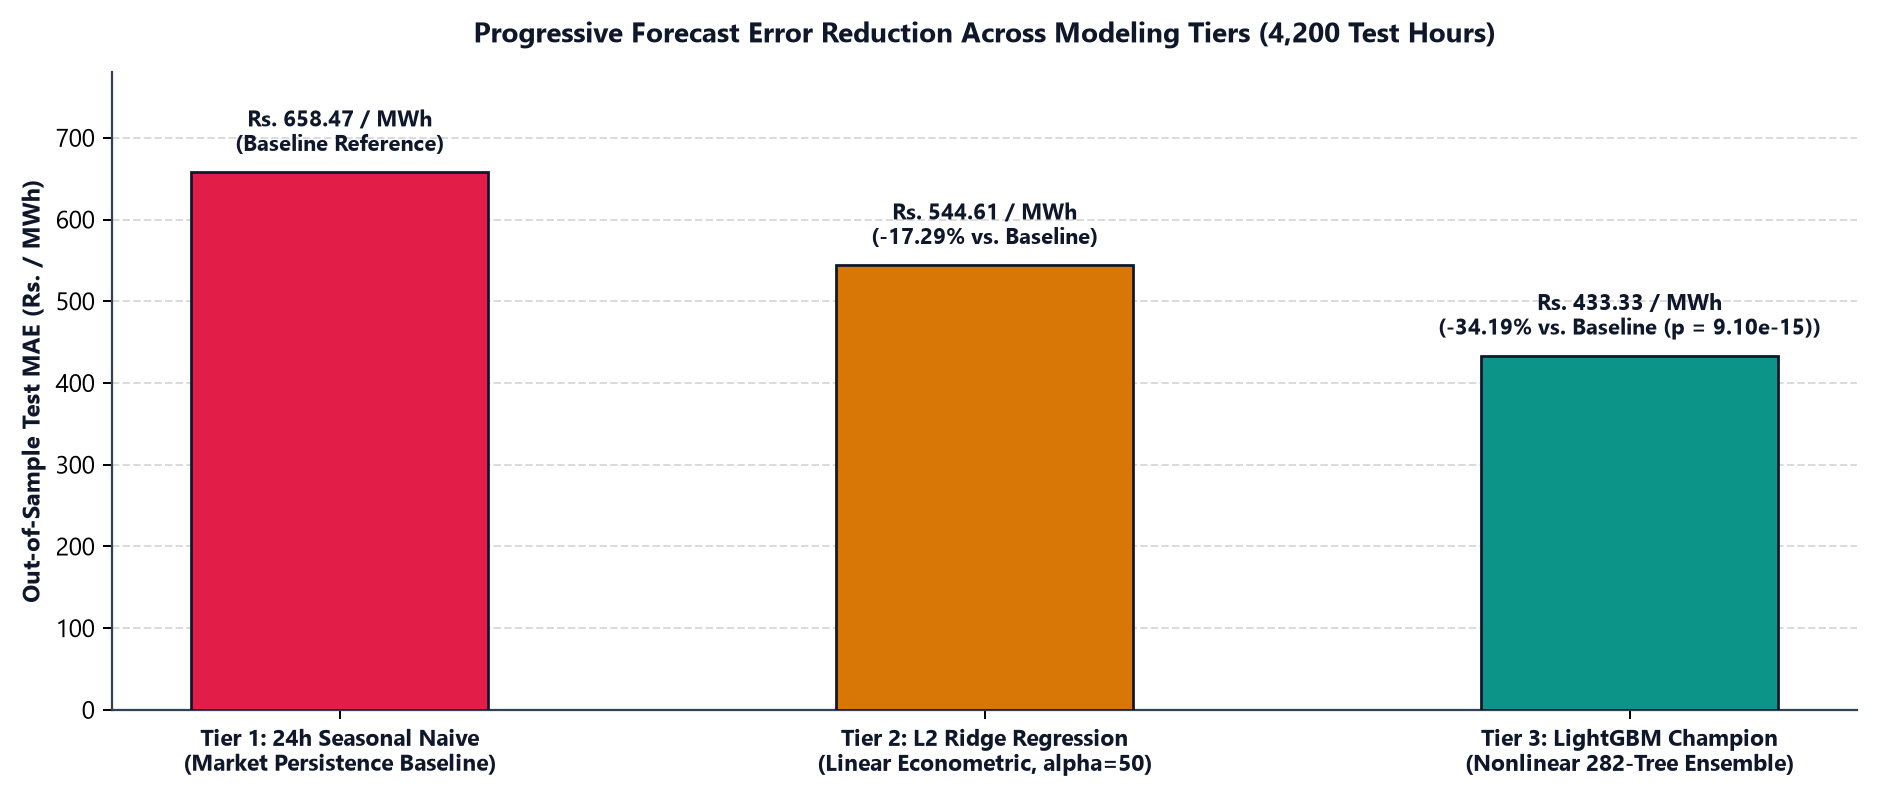 Progressive Forecast Error Reduction Across Modeling Tiers (4,200 Test Hours)
Out-of-Sample Test MAE (Rs. / MWh)
700
600
500
400
300
200
100
0
Rs. 658.47 / MWh
(Baseline Reference)
Rs. 544.61 / MWh
(-17.29% vs. Baseline)
Rs. 433.33 / MWh
(-34.19% vs. Baseline (p = 9.10e-15))
Tier 1: 24h Seasonal Naive
(Market Persistence Baseline)
Tier 2: L2 Ridge Regression
(Linear Econometric, alpha=50)
Tier 3: LightGBM Champion
(Nonlinear 282-Tree Ensemble)